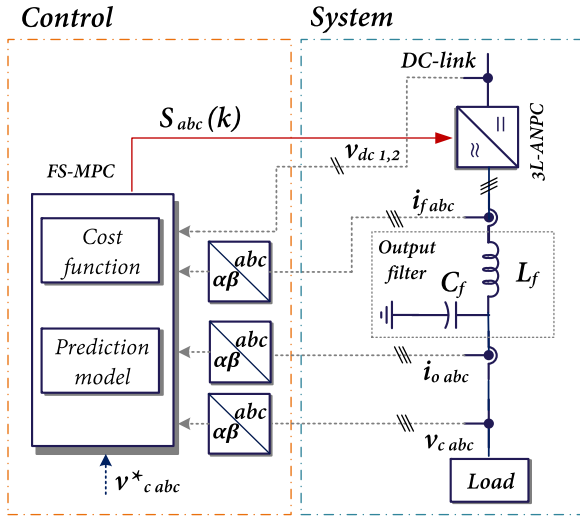 Control
System
DC-link
S abc (k)
3L-ANPC
v dc 1,2
FS-MPC
i f abc
Cost
function
abc
αβ
Output
filter
L f
C f
Prediction
model
abc
αβ
i o abc
abc
αβ
v c abc
v* c abc
Load